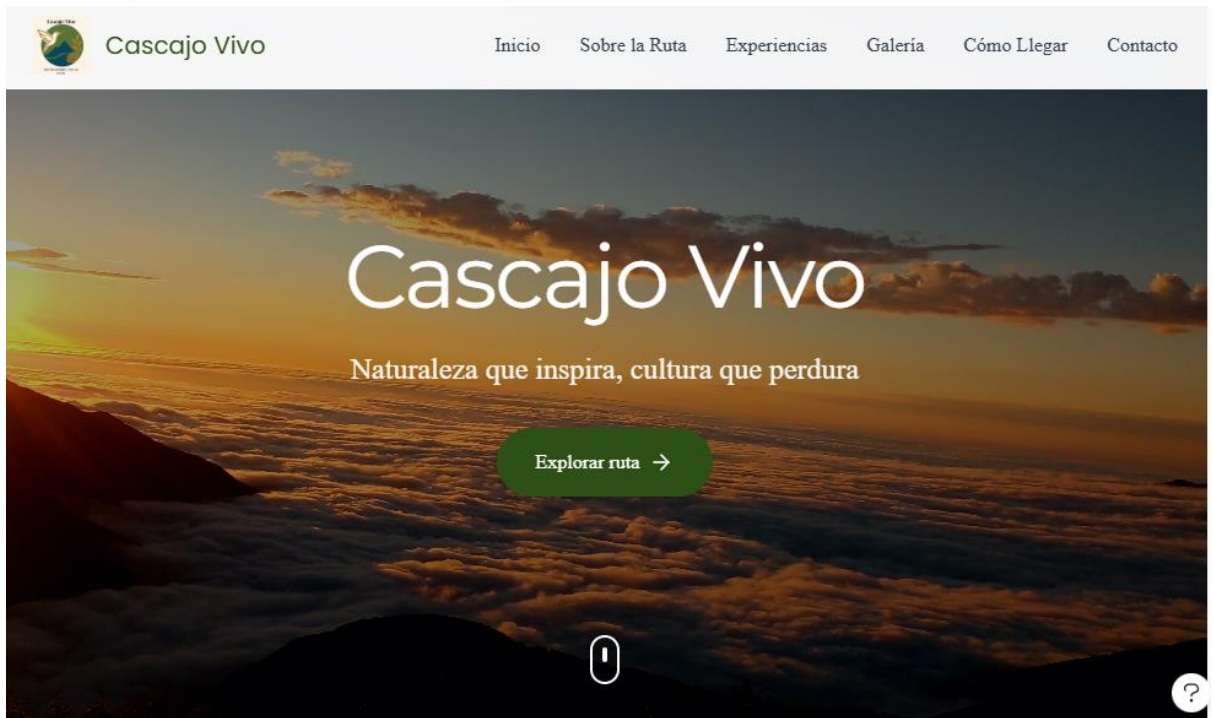 Cascajo Vivo
Inicio Sobre la Ruta Experiencias Galería Cómo Llegar Contacto
Cascajo Vivo
Naturaleza que inspira, cultura que perdura
Explorar ruta →
?